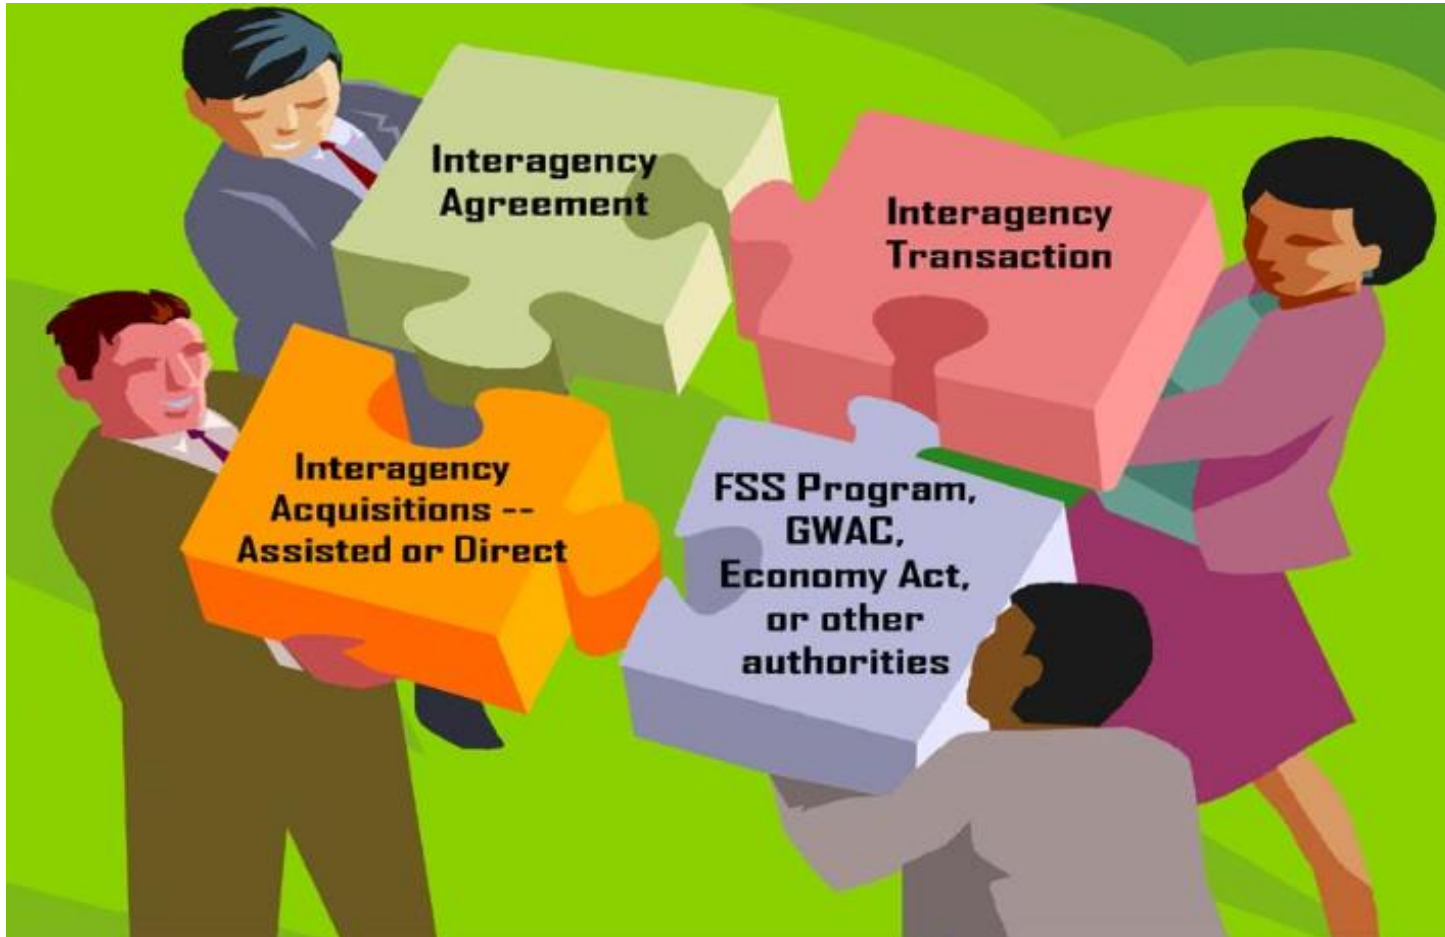 Interagency
Agreement
Interagency
Transaction
Interagency
Acquisitions --
Assisted or Direct
FSS Program,
GWAC,
Economy Act,
or other
authorities